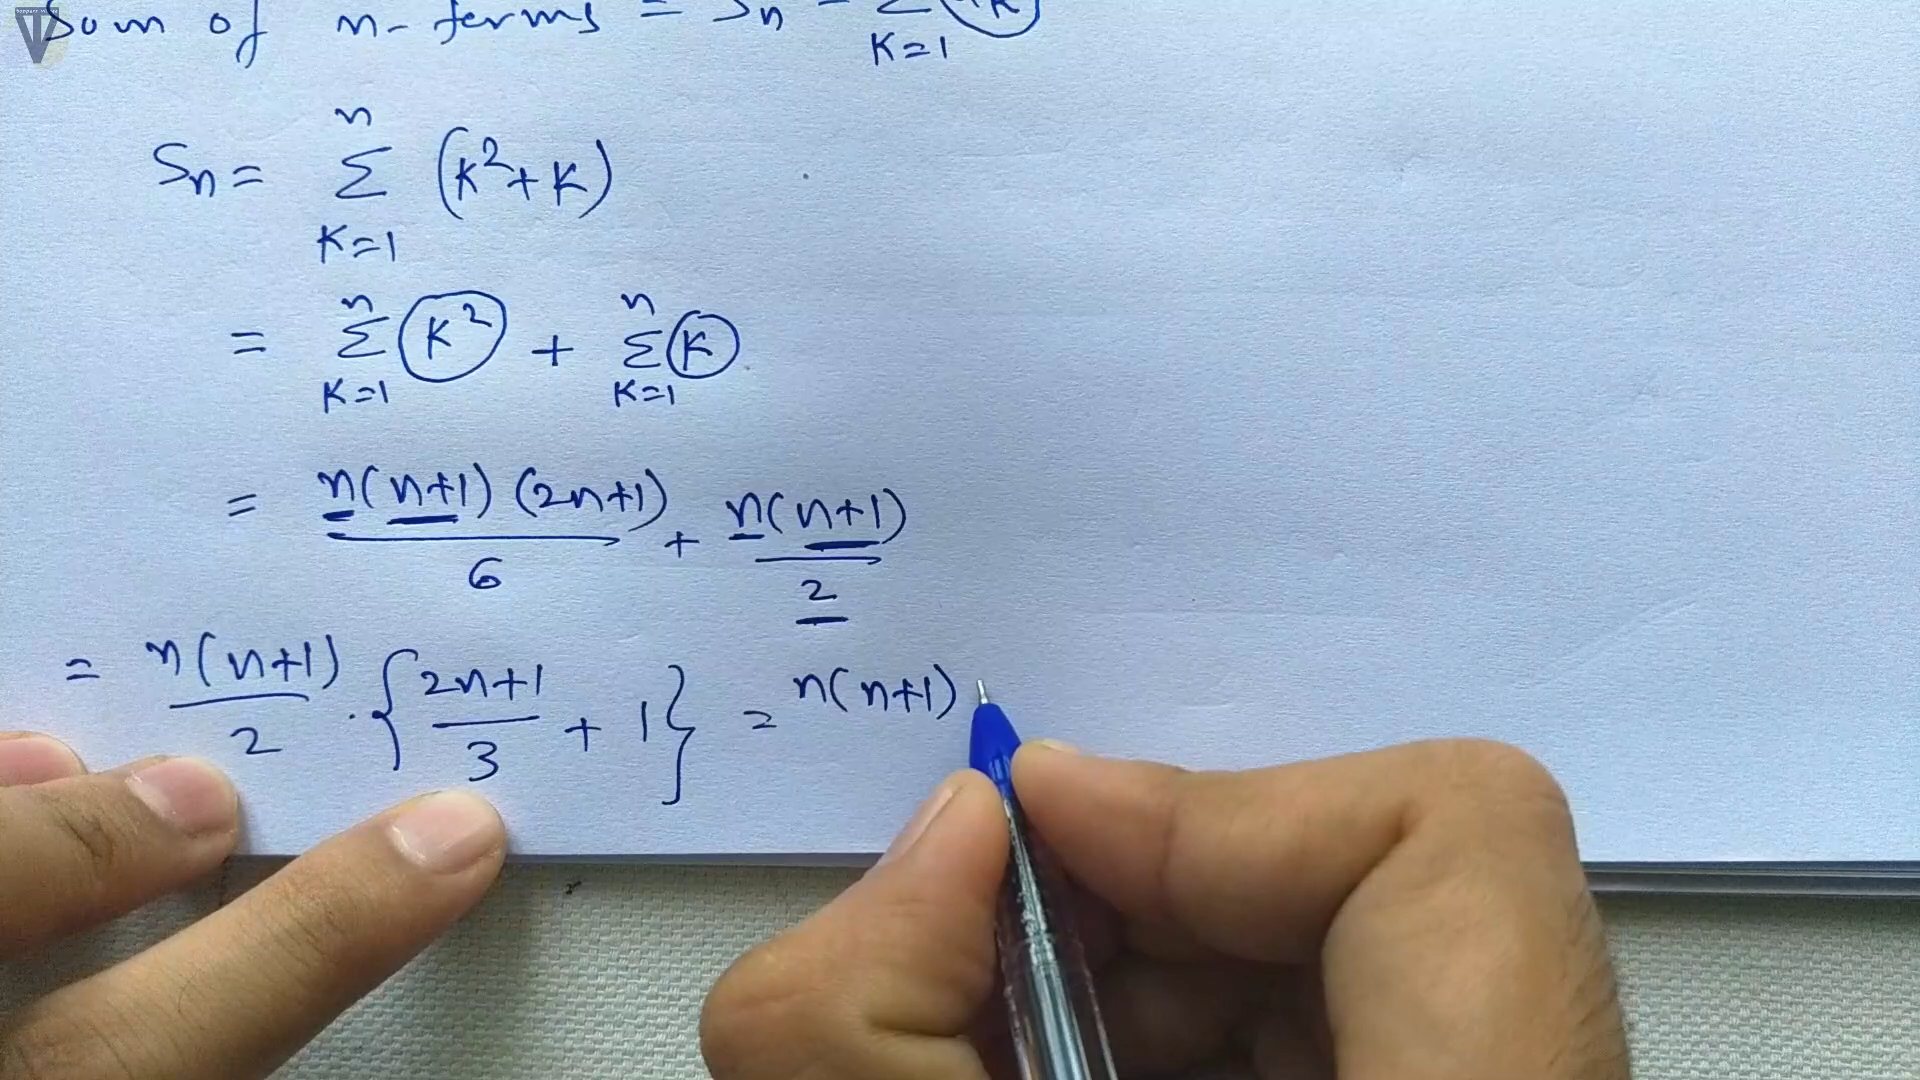 Sum of n-terms = Sn = Σ ak K=1
Sn = n Σ K=1 (K²+K)
= n Σ K=1 K² + n Σ K=1 K
= n(n+1)(2n+1)/6 + n(n+1)/2
= n(n+1)/2 · {2n+1/3 + 1} = n(n+1)